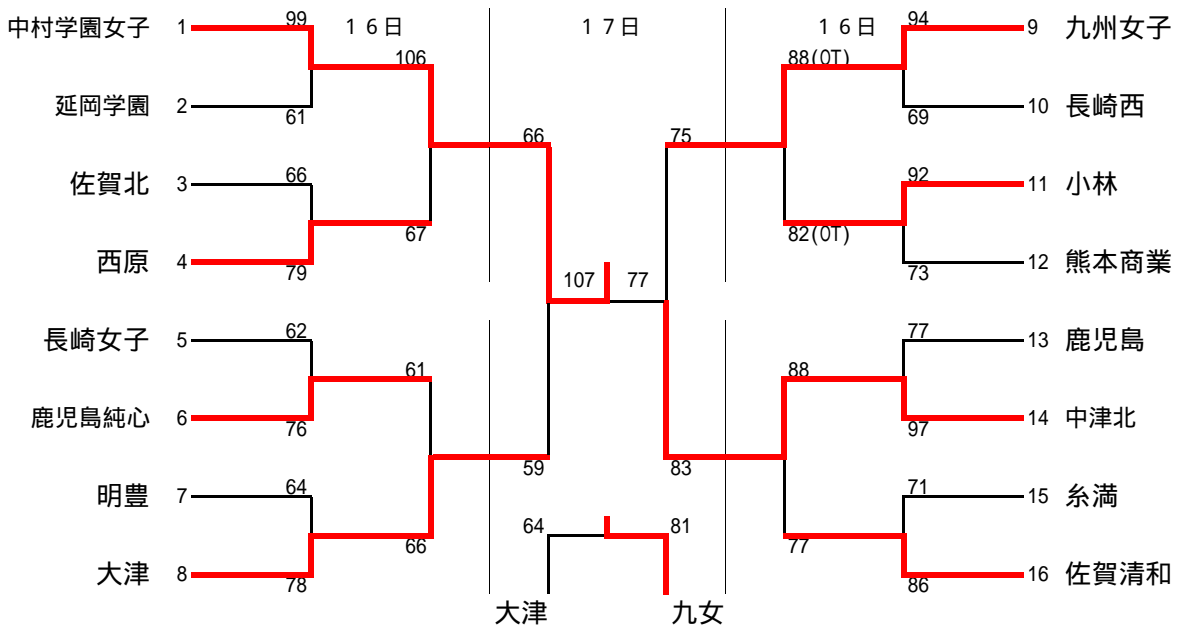 １６日 １７日 １６日
中村学園女子 1 99 94 9 九州女子
106 88(OT)
延岡学園 2 61 69 10 長崎西
66 75
佐賀北 3 66 92 11 小林
67 82(OT)
西原 4 79 73 12 熊本商業
107 77
長崎女子 5 62 77 13 鹿児島
61 88
鹿児島純心 6 76 97 14 中津北
59 83
明豊 7 64 71 15 糸満
64 81
66 77
大津 8 78 86 16 佐賀清和
大津 九女